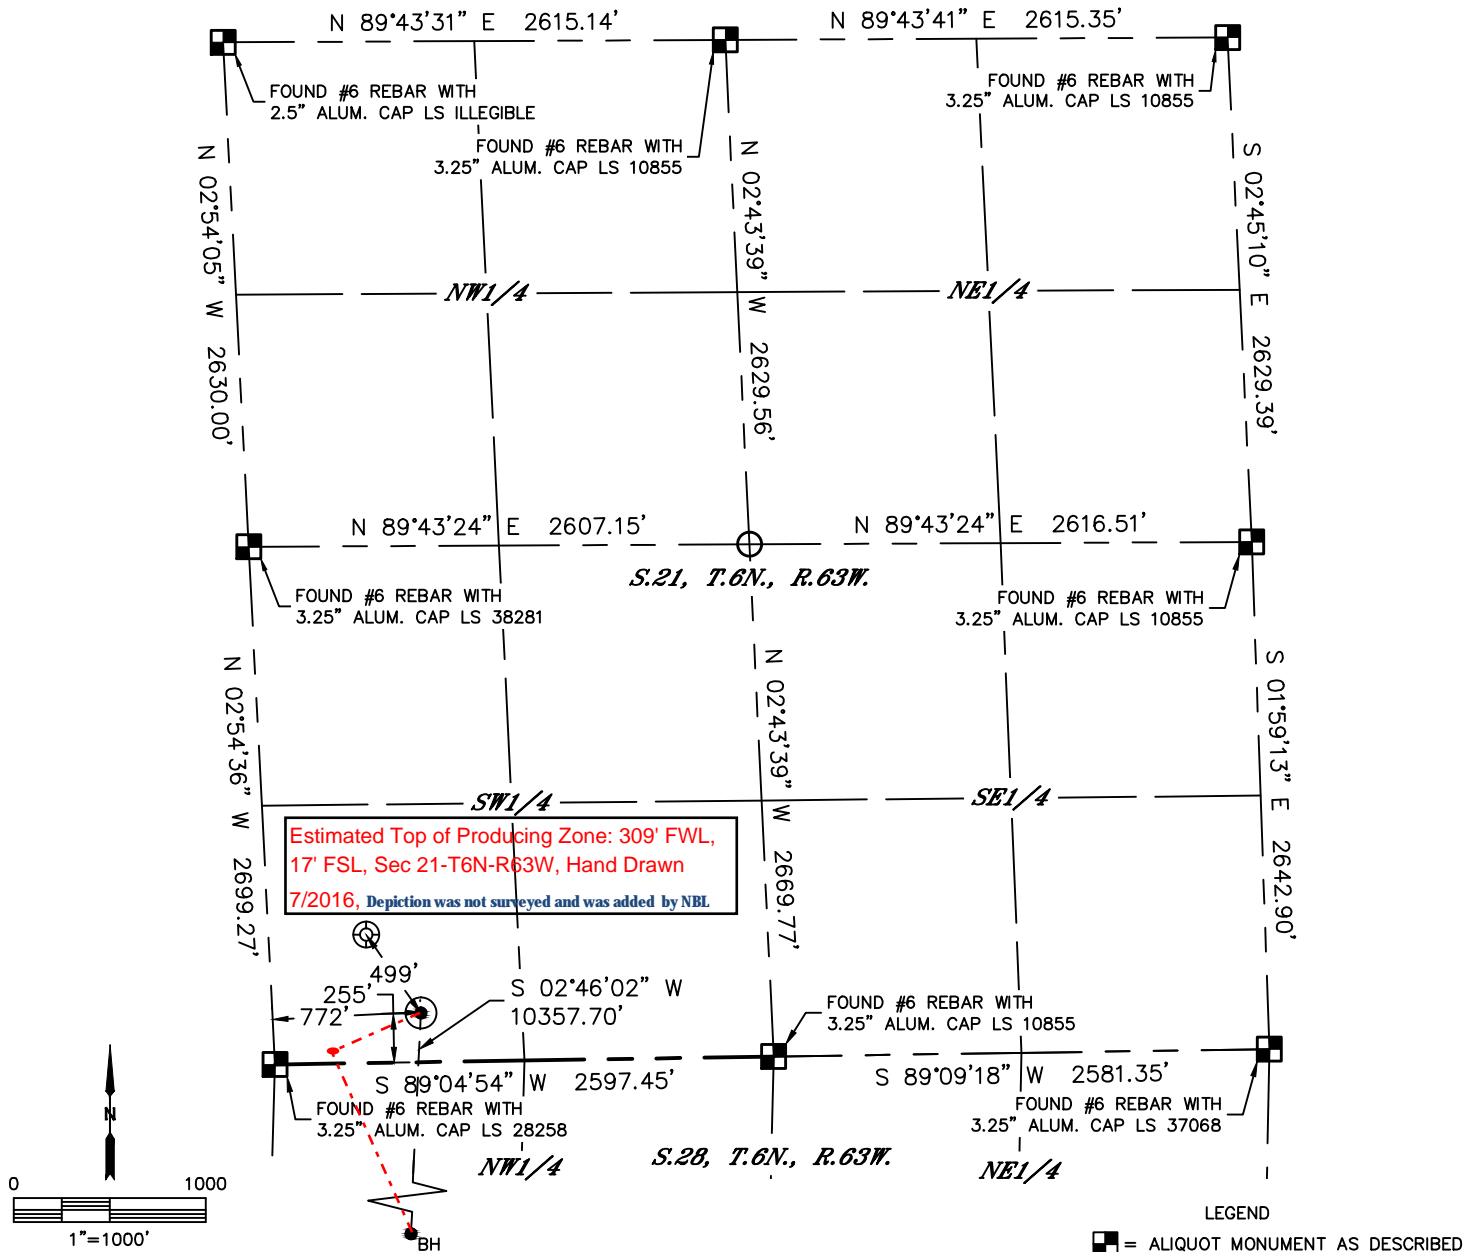 N 89°43'31" E 2615.14'
N 89°43'41" E 2615.35'
FOUND #6 REBAR WITH
2.5" ALUM. CAP LS ILLEGIBLE
FOUND #6 REBAR WITH
3.25" ALUM. CAP LS 10855
FOUND #6 REBAR WITH
3.25" ALUM. CAP LS 10855
N 02°54'05" W 2630.00'
N 02°43'39" W 2629.56'
S 02°45'10" E 2629.39'
NW1/4
NE1/4
N 89°43'24" E 2607.15'
N 89°43'24" E 2616.51'
S.21, T.6N., R.63W.
FOUND #6 REBAR WITH
3.25" ALUM. CAP LS 38281
FOUND #6 REBAR WITH
3.25" ALUM. CAP LS 10855
N 02°54'36" W 2699.27'
N 02°43'39" W 2669.77'
S 01°59'13" E 2642.90'
SW1/4
SE1/4
Estimated Top of Producing Zone: 309' FWL,
17' FSL, Sec 21-T6N-R63W, Hand Drawn
7/2016, Depiction was not surveyed and was added by NBL
499'
255'
772'
S 02°46'02" W
10357.70'
FOUND #6 REBAR WITH
3.25" ALUM. CAP LS 10855
S 89°04'54" W 2597.45'
S 89°09'18" W 2581.35'
FOUND #6 REBAR WITH
3.25" ALUM. CAP LS 28258
FOUND #6 REBAR WITH
3.25" ALUM. CAP LS 37068
N
NW1/4
S.28, T.6N., R.63W.
NE1/4
0 1000
1"=1000'
BH
LEGEND
= ALIQUOT MONUMENT AS DESCRIBED